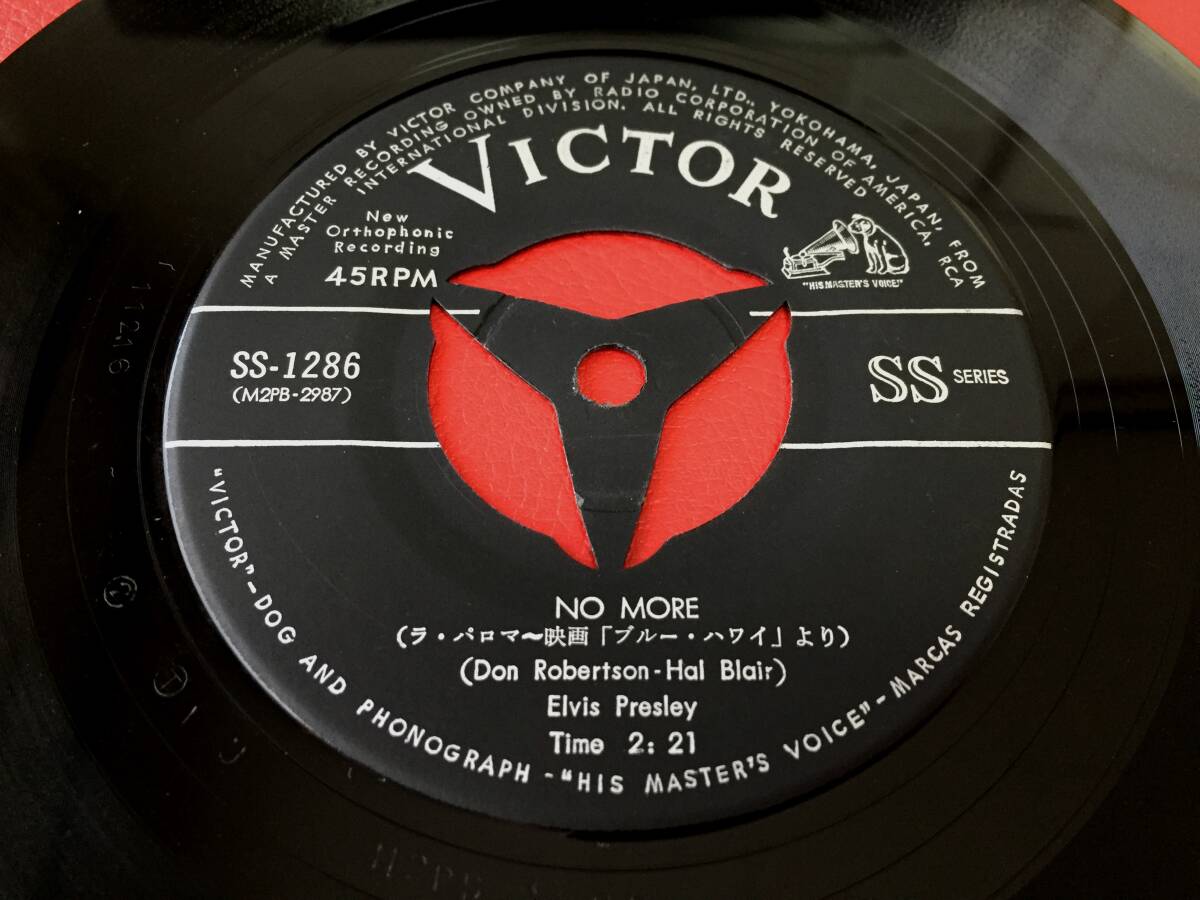 MANUFACTURED BY VICTOR COMPANY OF JAPAN, LTD., YOKOHAMA, JAPAN, FROM
A MASTER RECORDING OWNED BY RADIO CORPORATION OF AMERICA, RCA
INTERNATIONAL DIVISION. ALL RIGHTS RESERVED
VICTOR
New
Orthophonic
Recording
45RPM
"HIS MASTER'S VOICE"
SS-1286
(M2PB-2987)
SS SERIES
NO MORE
(ラ・パロマ〜映画「ブルー・ハワイ」より)
(Don Robertson-Hal Blair)
Elvis Presley
Time 2: 21
"VICTOR"-DOG AND PHONOGRAPH-"HIS MASTER'S VOICE"-MARCAS REGISTRADAS